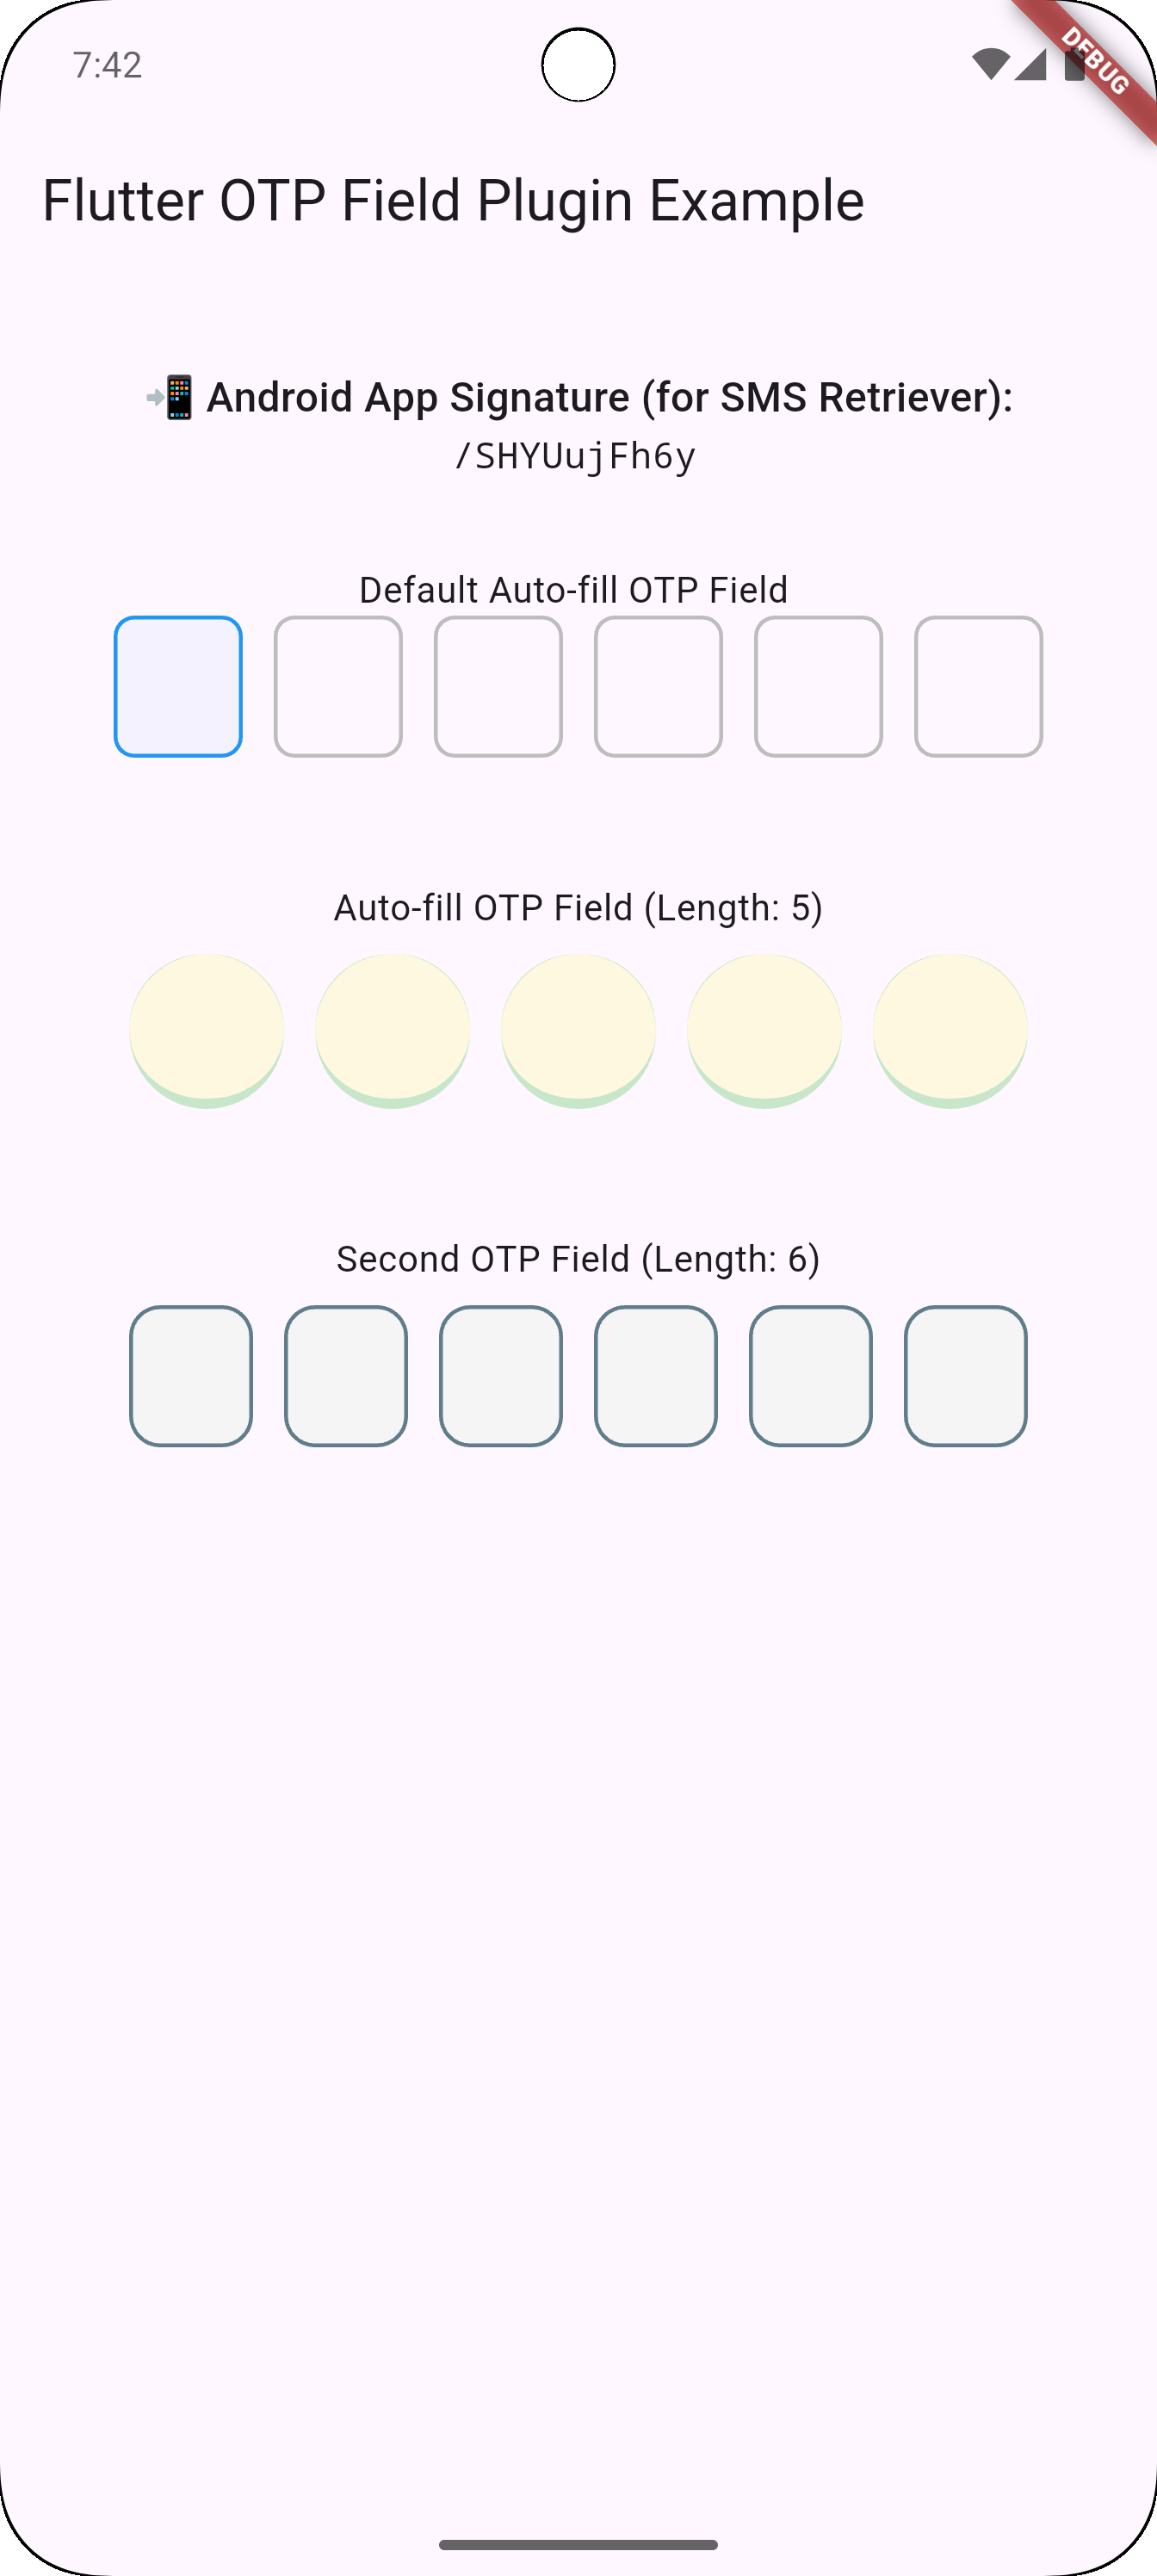 7:42
DEBUG
Flutter OTP Field Plugin Example
📲 Android App Signature (for SMS Retriever):
/SHYUujFh6y
Default Auto-fill OTP Field
Auto-fill OTP Field (Length: 5)
Second OTP Field (Length: 6)